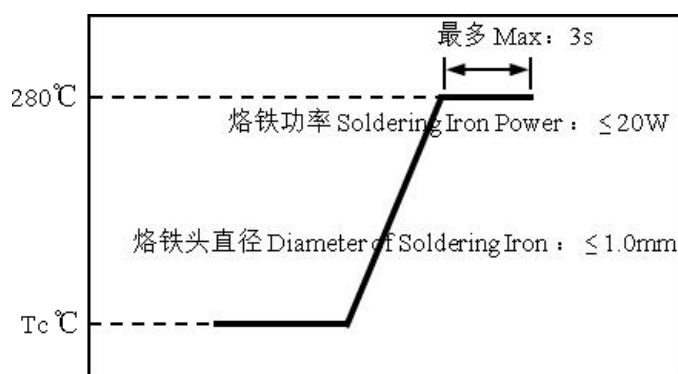 最多 Max：3s
280℃
烙铁功率 Soldering Iron Power：≤20W
烙铁头直径 Diameter of Soldering Iron：≤1.0mm
Tc ℃